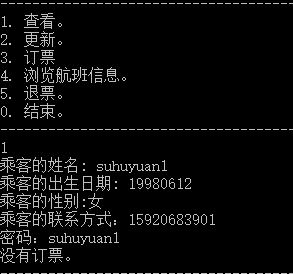 1. 查看。
2. 更新。
3. 订票
4. 浏览航班信息。
5. 退票。
0. 结束。
1
乘客的姓名: suhuyuan1
乘客的出生日期: 19980612
乘客的性别:女
乘客的联系方式: 15920683901
密码: suhuyuan1
没有订票。